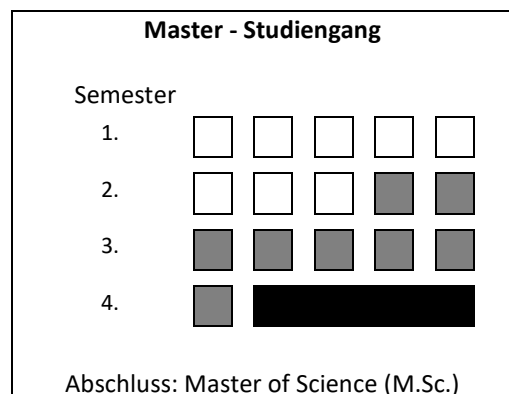 Master - Studiengang
Semester
1.
2.
3.
4.
Abschluss: Master of Science (M.Sc.)